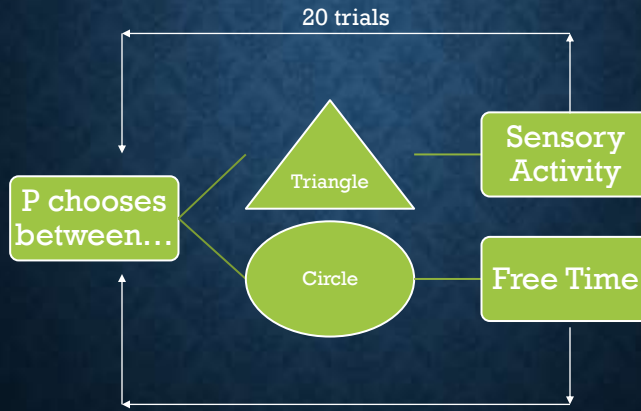 20 trials
P chooses
between...
Triangle
Sensory
Activity
Circle
Free Time